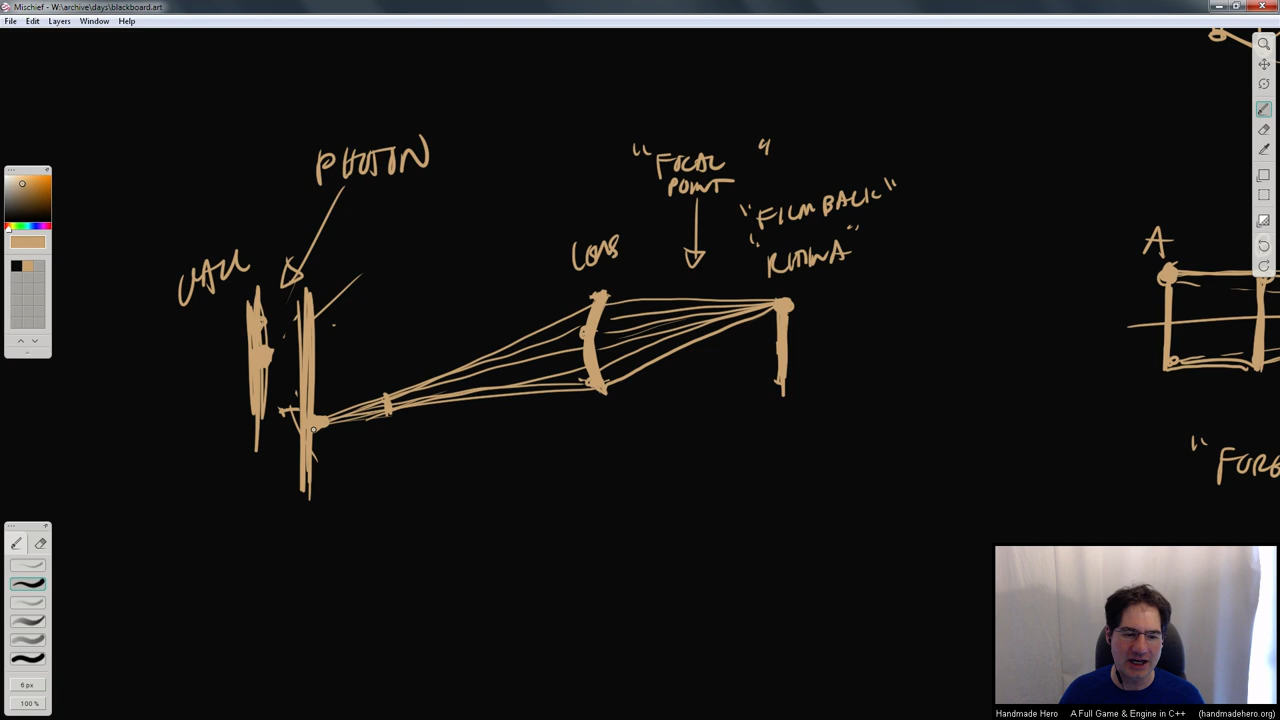 Mischief - W:\archive\days\blackboard.art
File Edit Layers Window Help
PHOTON
WALL
LENS
"FOCAL
POINT"
"FILM BACK"
"RETINA"
A
6 px
100 %
Handmade Hero A Full Game & Engine in C++ (handmadehero.org)